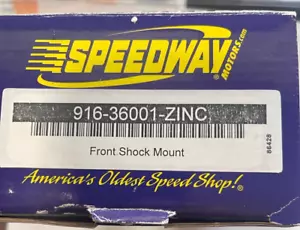 SPEEDWAY
MOTORS.com
916-36001-ZINC
Front Shock Mount
86428
America's Oldest Speed Shop!®